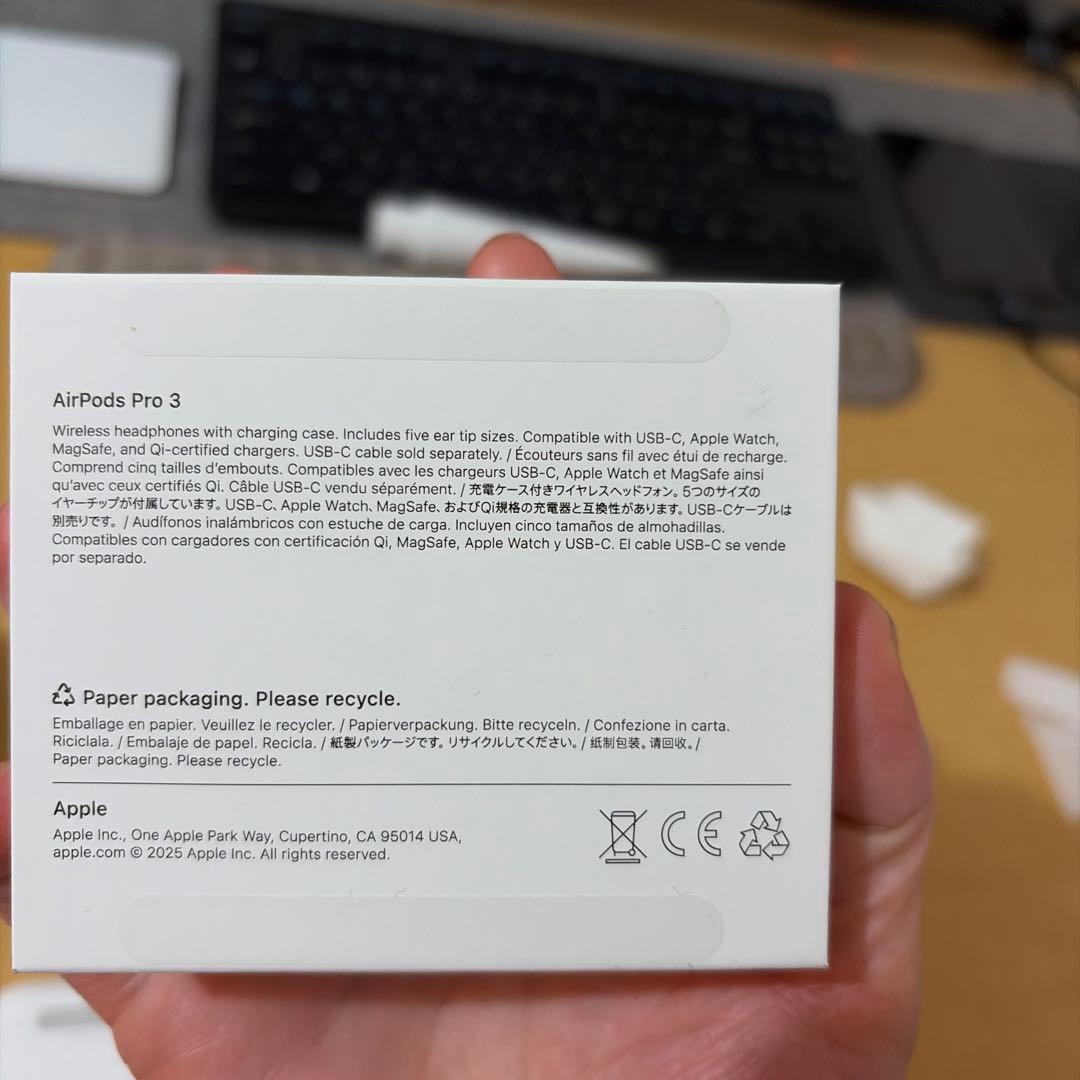 AirPods Pro 3
Wireless headphones with charging case. Includes five ear tip sizes. Compatible with USB-C, Apple Watch,
MagSafe, and Qi-certified chargers. USB-C cable sold separately. / Écouteurs sans fil avec étui de recharge.
Comprend cinq tailles d’embouts. Compatibles avec les chargeurs USB-C, Apple Watch et MagSafe ainsi
qu’avec ceux certifiés Qi. Câble USB-C vendu séparément. / 充電ケース付きワイヤレスヘッドフォン。5つのサイズの
イヤーチップが付属しています。USB-C、Apple Watch、MagSafe、およびQi規格の充電器と互換性があります。USB-Cケーブルは
別売りです。 / Audífonos inalámbricos con estuche de carga. Incluyen cinco tamaños de almohadillas.
Compatibles con cargadores con certificación Qi, MagSafe, Apple Watch y USB-C. El cable USB-C se vende
por separado.
Paper packaging. Please recycle.
Emballage en papier. Veuillez le recycler. / Papierverpackung. Bitte recyceln. / Confezione in carta.
Riciclala. / Embalaje de papel. Recicla. / 紙製パッケージです。リサイクルしてください。 / 纸制包装。请回收。 /
Paper packaging. Please recycle.
Apple
Apple Inc., One Apple Park Way, Cupertino, CA 95014 USA,
apple.com © 2025 Apple Inc. All rights reserved.
CE